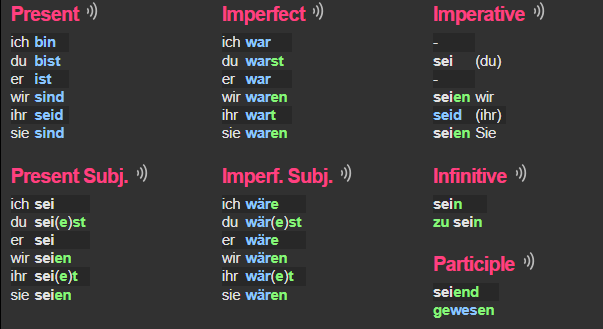 Present
ich bin
du bist
er ist
wir sind
ihr seid
sie sind
Imperfect
ich war
du warst
er war
wir waren
ihr wart
sie waren
Imperative
-
sei (du)
-
seien wir
seid (ihr)
seien Sie
Present Subj.
ich sei
du sei(e)st
er sei
wir seien
ihr sei(e)t
sie seien
Imperf. Subj.
ich wäre
du wär(e)st
er wäre
wir wären
ihr wär(e)t
sie wären
Infinitive
sein
zu sein
Participle
seiend
gewesen